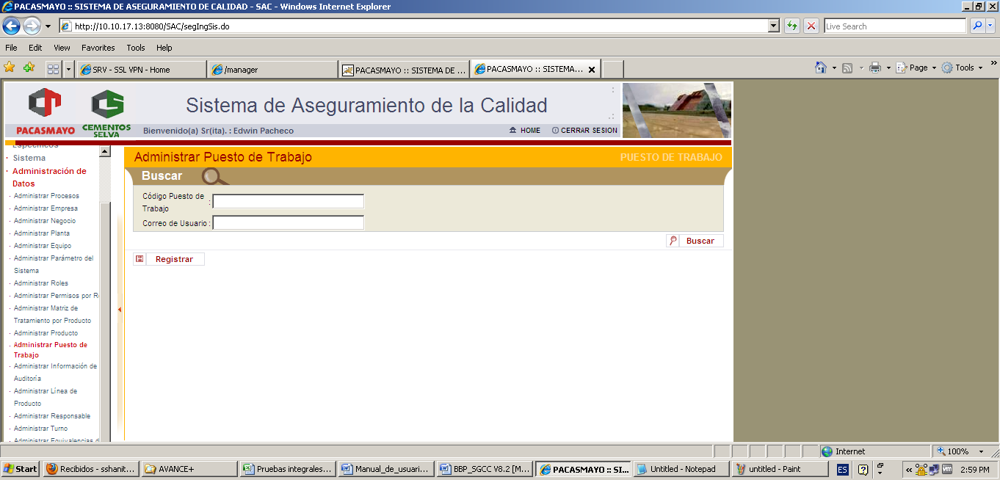 PACASMAYO :: SISTEMA DE ASEGURAMIENTO DE CALIDAD - SAC - Windows Internet Explorer
http://10.10.17.13:8080/SAC/segIngSis.do
Live Search
File Edit View Favorites Tools Help
SRV - SSL VPN - Home
/manager
PACASMAYO :: SISTEMA DE ...
PACASMAYO :: SISTEMA...
Page
Tools
PACASMAYO
CEMENTOS
SELVA
Sistema de Aseguramiento de la Calidad
Bienvenido(a) Sr(ita). : Edwin Pacheco
HOME
CERRAR SESION
Específicos
Sistema
Administración de
Datos
Administrar Procesos
Administrar Empresa
Administrar Negocio
Administrar Planta
Administrar Equipo
Administrar Parámetro del
Sistema
Administrar Roles
Administrar Permisos por R
Administrar Matriz de
Tratamiento por Producto
Administrar Producto
Administrar Puesto de
Trabajo
Administrar Información de
Auditoría
Administrar Línea de
Producto
Administrar Responsable
Administrar Turno
Administrar Equivalencias d
Administrar Puesto de Trabajo
PUESTO DE TRABAJO
Buscar
Código Puesto de
Trabajo :
Correo de Usuario :
Buscar
Registrar
Internet
100%
Start
Recibidos - sshanit...
AVANCE+
Pruebas integrales...
Manual_de_usuari...
BBP_SGCC V8.2 [M...
PACASMAYO :: SI...
Untitled - Notepad
untitled - Paint
ES
2:59 PM